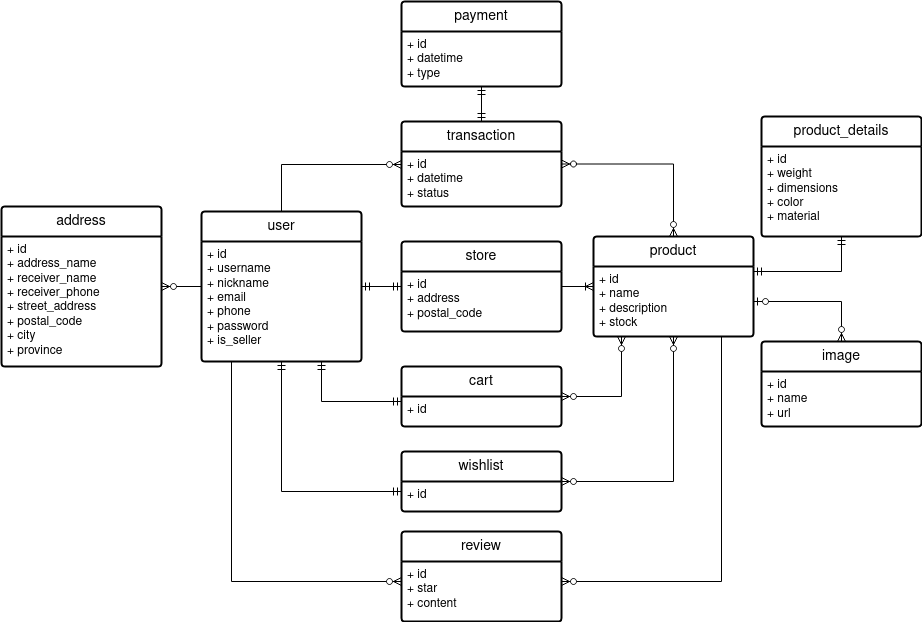 payment
+ id
+ datetime
+ type
transaction
+ id
+ datetime
+ status
product_details
+ id
+ weight
+ dimensions
+ color
+ material
address
+ id
+ address_name
+ receiver_name
+ receiver_phone
+ street_address
+ postal_code
+ city
+ province
user
+ id
+ username
+ nickname
+ email
+ phone
+ password
+ is_seller
store
+ id
+ address
+ postal_code
product
+ id
+ name
+ description
+ stock
image
+ id
+ name
+ url
cart
+ id
wishlist
+ id
review
+ id
+ star
+ content